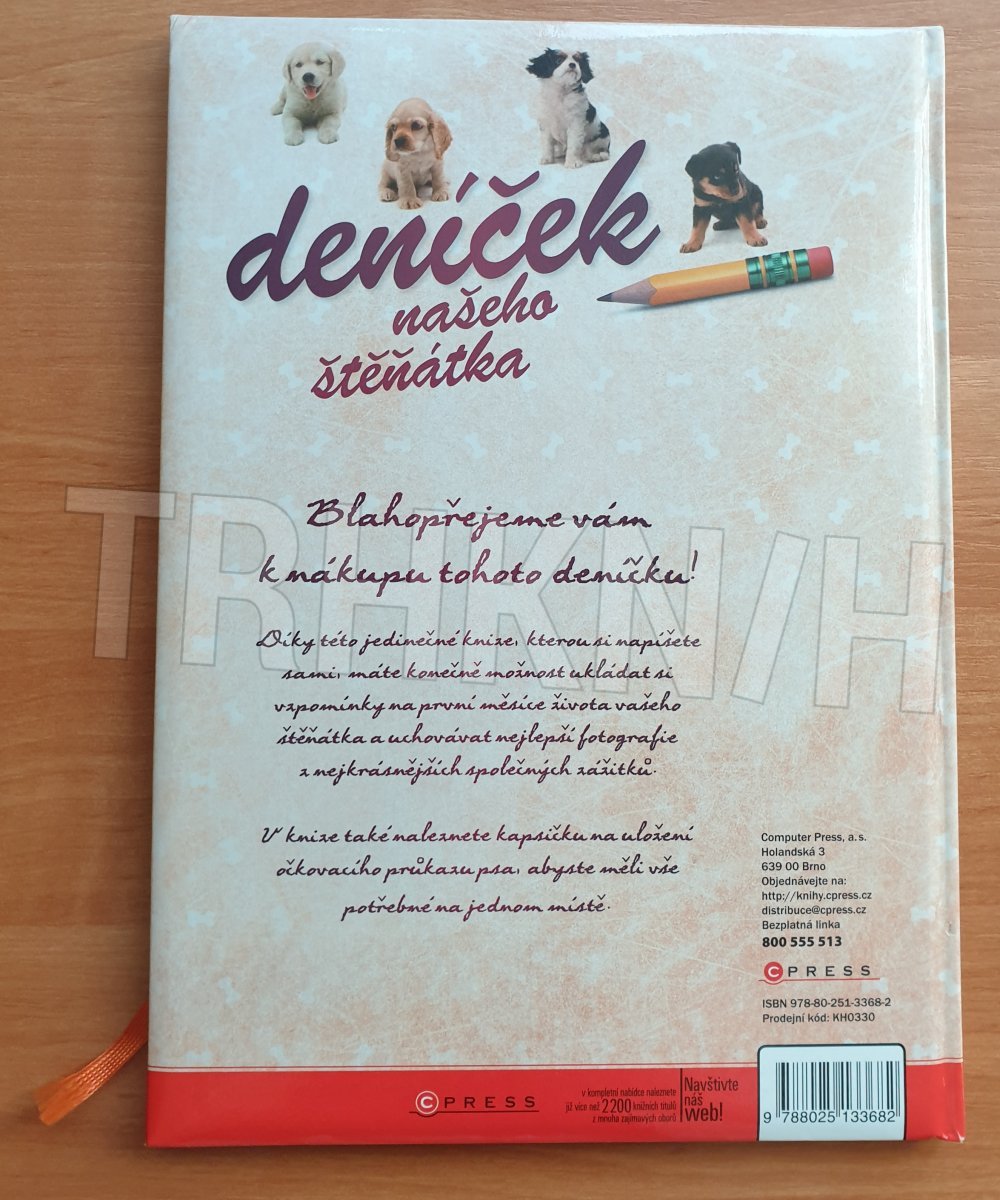 deníček
našeho
štěňátka
TRHKN/H
Blahopřejeme vám
k nákupu tohoto deníčku!
Díky této jedinečné knize, kterou si napíšete
sami, máte konečně možnost ukládat si
vzpomínky na první měsíce života vašeho
štěňátka a uchovávat nejlepší fotografie
z nejkrásnějších společných zážitků.
V knize také naleznete kapsičku na uložení
očkovacího průkazu psa, abyste měli vše
potřebné na jednom místě.
Computer Press, a. s.
Holandská 3
639 00 Brno
Objednávejte na:
http://knihy.cpress.cz
distribuce@cpress.cz
Bezplatná linka
800 555 513
CPRESS
ISBN 978-80-251-3368-2
Prodejní kód: KH0330
CPRESS
v kompletní nabídce naleznete
již více než 2200 knižních titulů
z mnoha zajímavých oborů
Navštivte
náš
web!
9 788025 133682